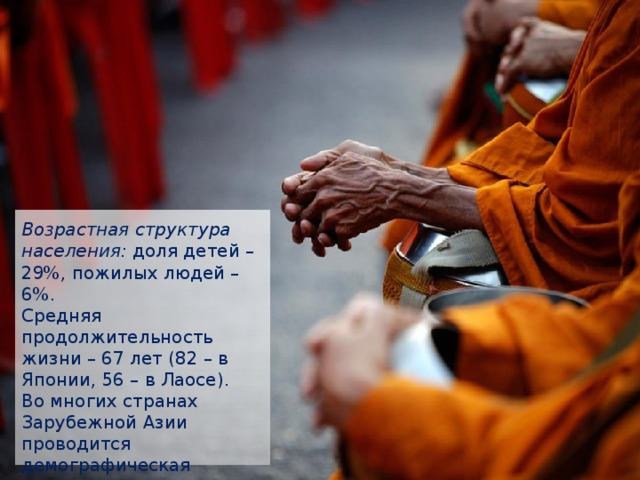 Возрастная структура
населения: доля детей –
29%, пожилых людей –
6%.
Средняя
продолжительность
жизни – 67 лет (82 – в
Японии, 56 – в Лаосе).
Во многих странах
Зарубежной Азии
проводится
демографическая